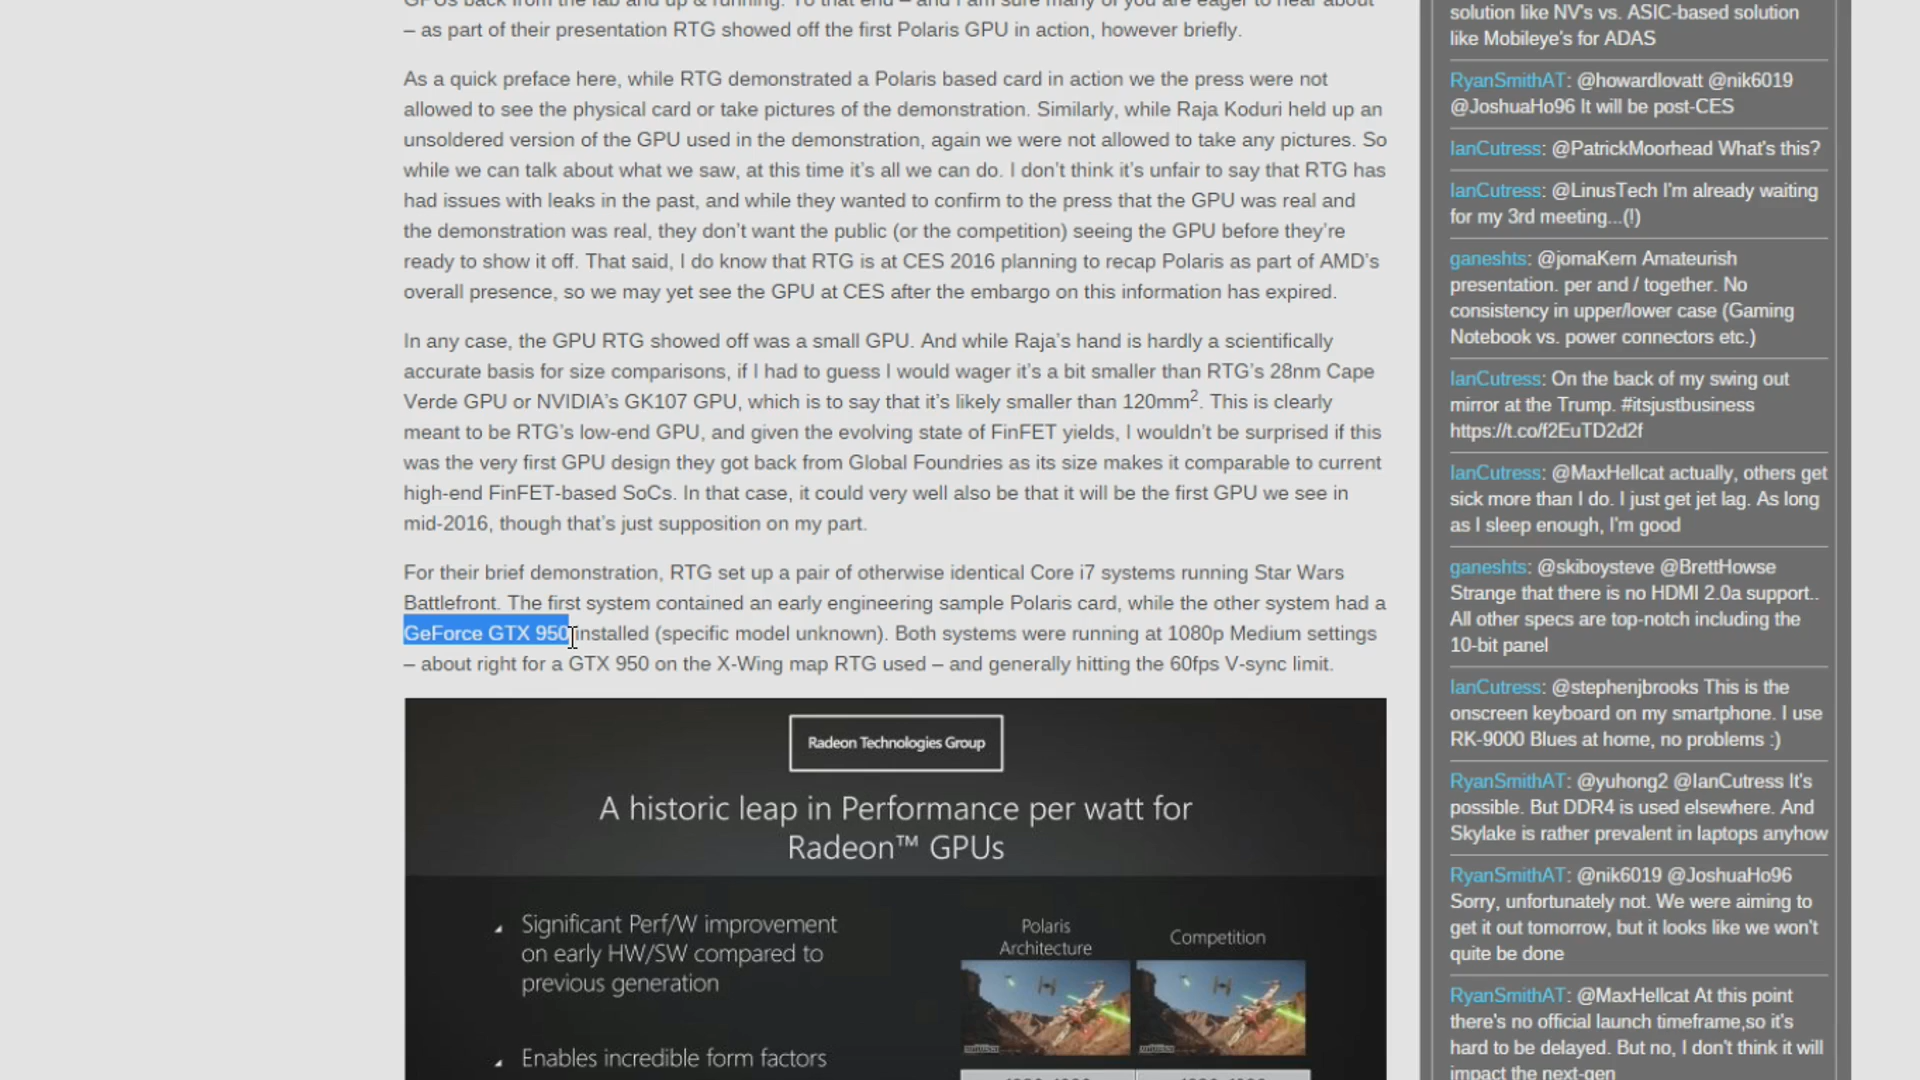 GPUs back from the lab and up & running. To that end – and I am sure many of you are eager to hear about
– as part of their presentation RTG showed off the first Polaris GPU in action, however briefly.
As a quick preface here, while RTG demonstrated a Polaris based card in action we the press were not
allowed to see the physical card or take pictures of the demonstration. Similarly, while Raja Koduri held up an
unsoldered version of the GPU used in the demonstration, again we were not allowed to take any pictures. So
while we can talk about what we saw, at this time it's all we can do. I don't think it's unfair to say that RTG has
had issues with leaks in the past, and while they wanted to confirm to the press that the GPU was real and
the demonstration was real, they don't want the public (or the competition) seeing the GPU before they're
ready to show it off. That said, I do know that RTG is at CES 2016 planning to recap Polaris as part of AMD's
overall presence, so we may yet see the GPU at CES after the embargo on this information has expired.
In any case, the GPU RTG showed off was a small GPU. And while Raja's hand is hardly a scientifically
accurate basis for size comparisons, if I had to guess I would wager it's a bit smaller than RTG's 28nm Cape
Verde GPU or NVIDIA's GK107 GPU, which is to say that it's likely smaller than 120mm². This is clearly
meant to be RTG's low-end GPU, and given the evolving state of FinFET yields, I wouldn't be surprised if this
was the very first GPU design they got back from Global Foundries as its size makes it comparable to current
high-end FinFET-based SoCs. In that case, it could very well also be that it will be the first GPU we see in
mid-2016, though that's just supposition on my part.
For their brief demonstration, RTG set up a pair of otherwise identical Core i7 systems running Star Wars
Battlefront. The first system contained an early engineering sample Polaris card, while the other system had a
GeForce GTX 950 installed (specific model unknown). Both systems were running at 1080p Medium settings
– about right for a GTX 950 on the X-Wing map RTG used – and generally hitting the 60fps V-sync limit.
Radeon Technologies Group
A historic leap in Performance per watt for
Radeon™ GPUs
Significant Perf/W improvement
on early HW/SW compared to
previous generation
Enables incredible form factors
Polaris
Architecture
Competition
solution like NV's vs. ASIC-based solution
like Mobileye's for ADAS
RyanSmithAT: @howardlovatt @nik6019
@JoshuaHo96 It will be post-CES
IanCutress: @PatrickMoorhead What's this?
IanCutress: @LinusTech I'm already waiting
for my 3rd meeting...(!)
ganeshts: @jomaKern Amateurish
presentation. per and / together. No
consistency in upper/lower case (Gaming
Notebook vs. power connectors etc.)
IanCutress: On the back of my swing out
mirror at the Trump. #itsjustbusiness
https://t.co/f2EuTD2d2f
IanCutress: @MaxHellcat actually, others get
sick more than I do. I just get jet lag. As long
as I sleep enough, I'm good
ganeshts: @skiboysteve @BrettHowse
Strange that there is no HDMI 2.0a support..
All other specs are top-notch including the
10-bit panel
IanCutress: @stephenjbrooks This is the
onscreen keyboard on my smartphone. I use
RK-9000 Blues at home, no problems :)
RyanSmithAT: @yuhong2 @IanCutress It's
possible. But DDR4 is used elsewhere. And
Skylake is rather prevalent in laptops anyhow
RyanSmithAT: @nik6019 @JoshuaHo96
Sorry, unfortunately not. We were aiming to
get it out tomorrow, but it looks like we won't
quite be done
RyanSmithAT: @MaxHellcat At this point
there's no official launch timeframe,so it's
hard to be delayed. But no, I don't think it will
impact the next-gen